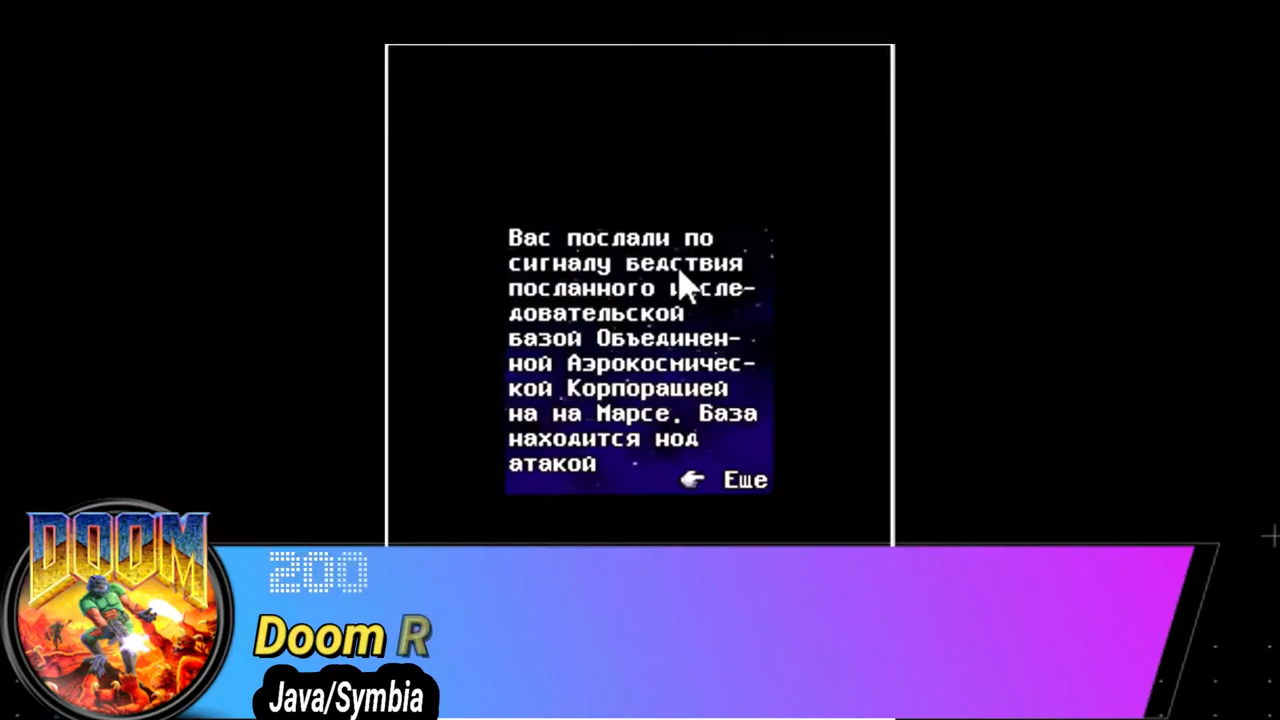 Вас послали по
сигналу бедствия
посланного иссле-
довательской
базой Объединен-
ной Аэрокосмичес-
кой Корпорацией
на на Марсе. База
находится нод
атакой
Еще
DOOM
200
Doom R
Java/Symbia